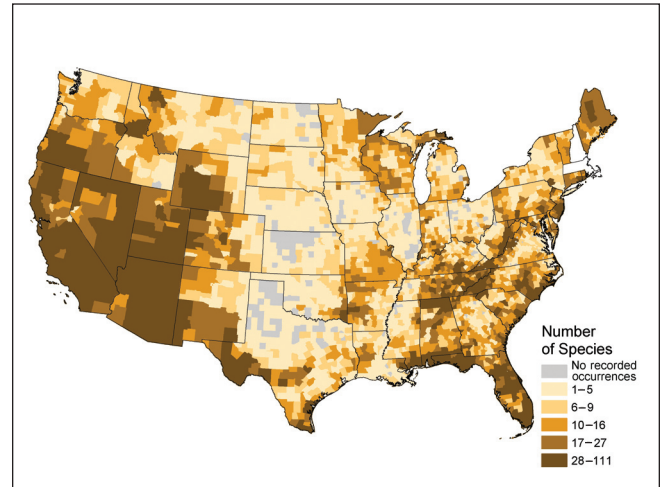 Number
of Species
No recorded
occurrences
1–5
6–9
10–16
17–27
28–111